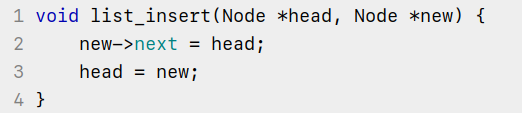 1 void list_insert(Node *head, Node *new) {
2     new->next = head;
3     head = new;
4 }